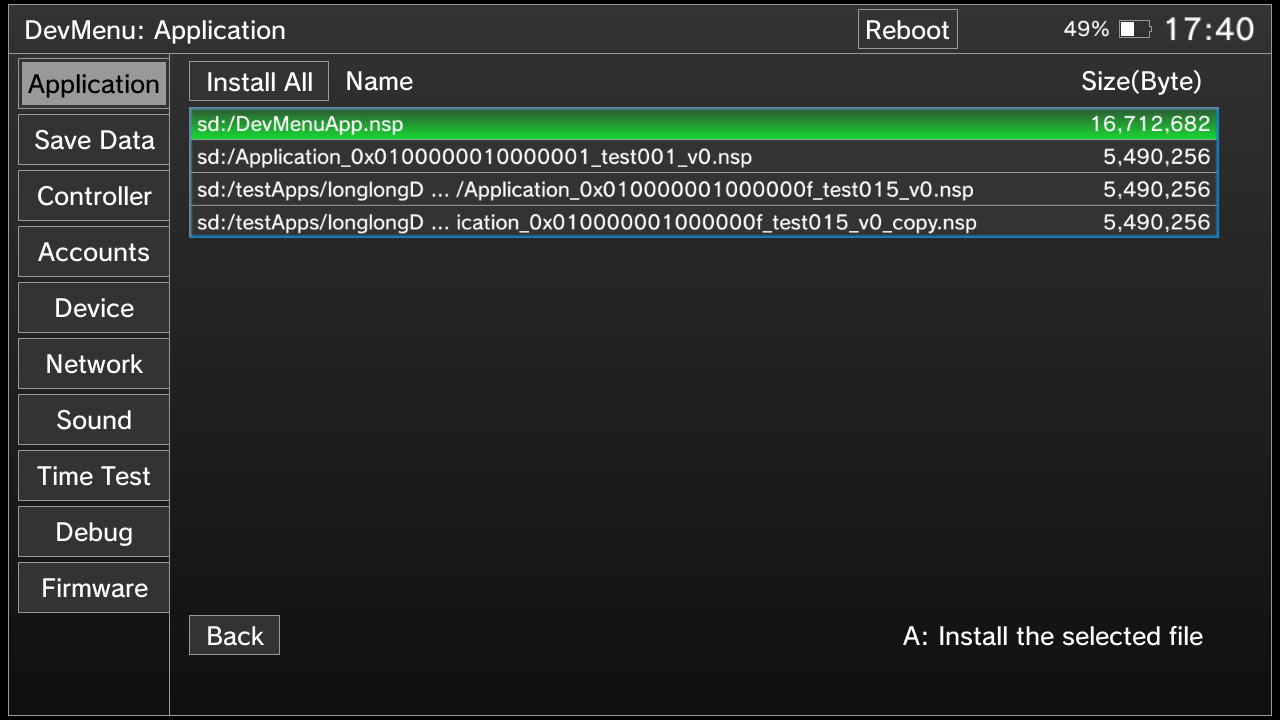 DevMenu: Application Reboot 49% 17:40
Application
Save Data
Controller
Accounts
Device
Network
Sound
Time Test
Debug
Firmware
Install All Name Size(Byte)
sd:/DevMenuApp.nsp 16,712,682
sd:/Application_0x0100000010000001_test001_v0.nsp 5,490,256
sd:/testApps/longlongD ... /Application_0x010000001000000f_test015_v0.nsp 5,490,256
sd:/testApps/longlongD ... ication_0x010000001000000f_test015_v0_copy.nsp 5,490,256
Back A: Install the selected file